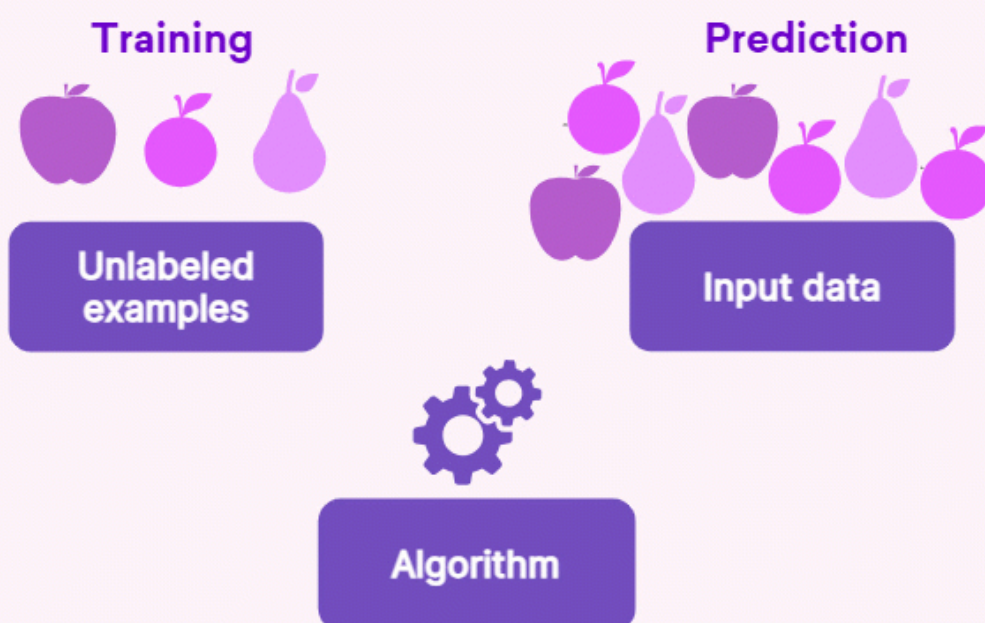 Training
Prediction
Unlabeled
examples
Input data
Algorithm